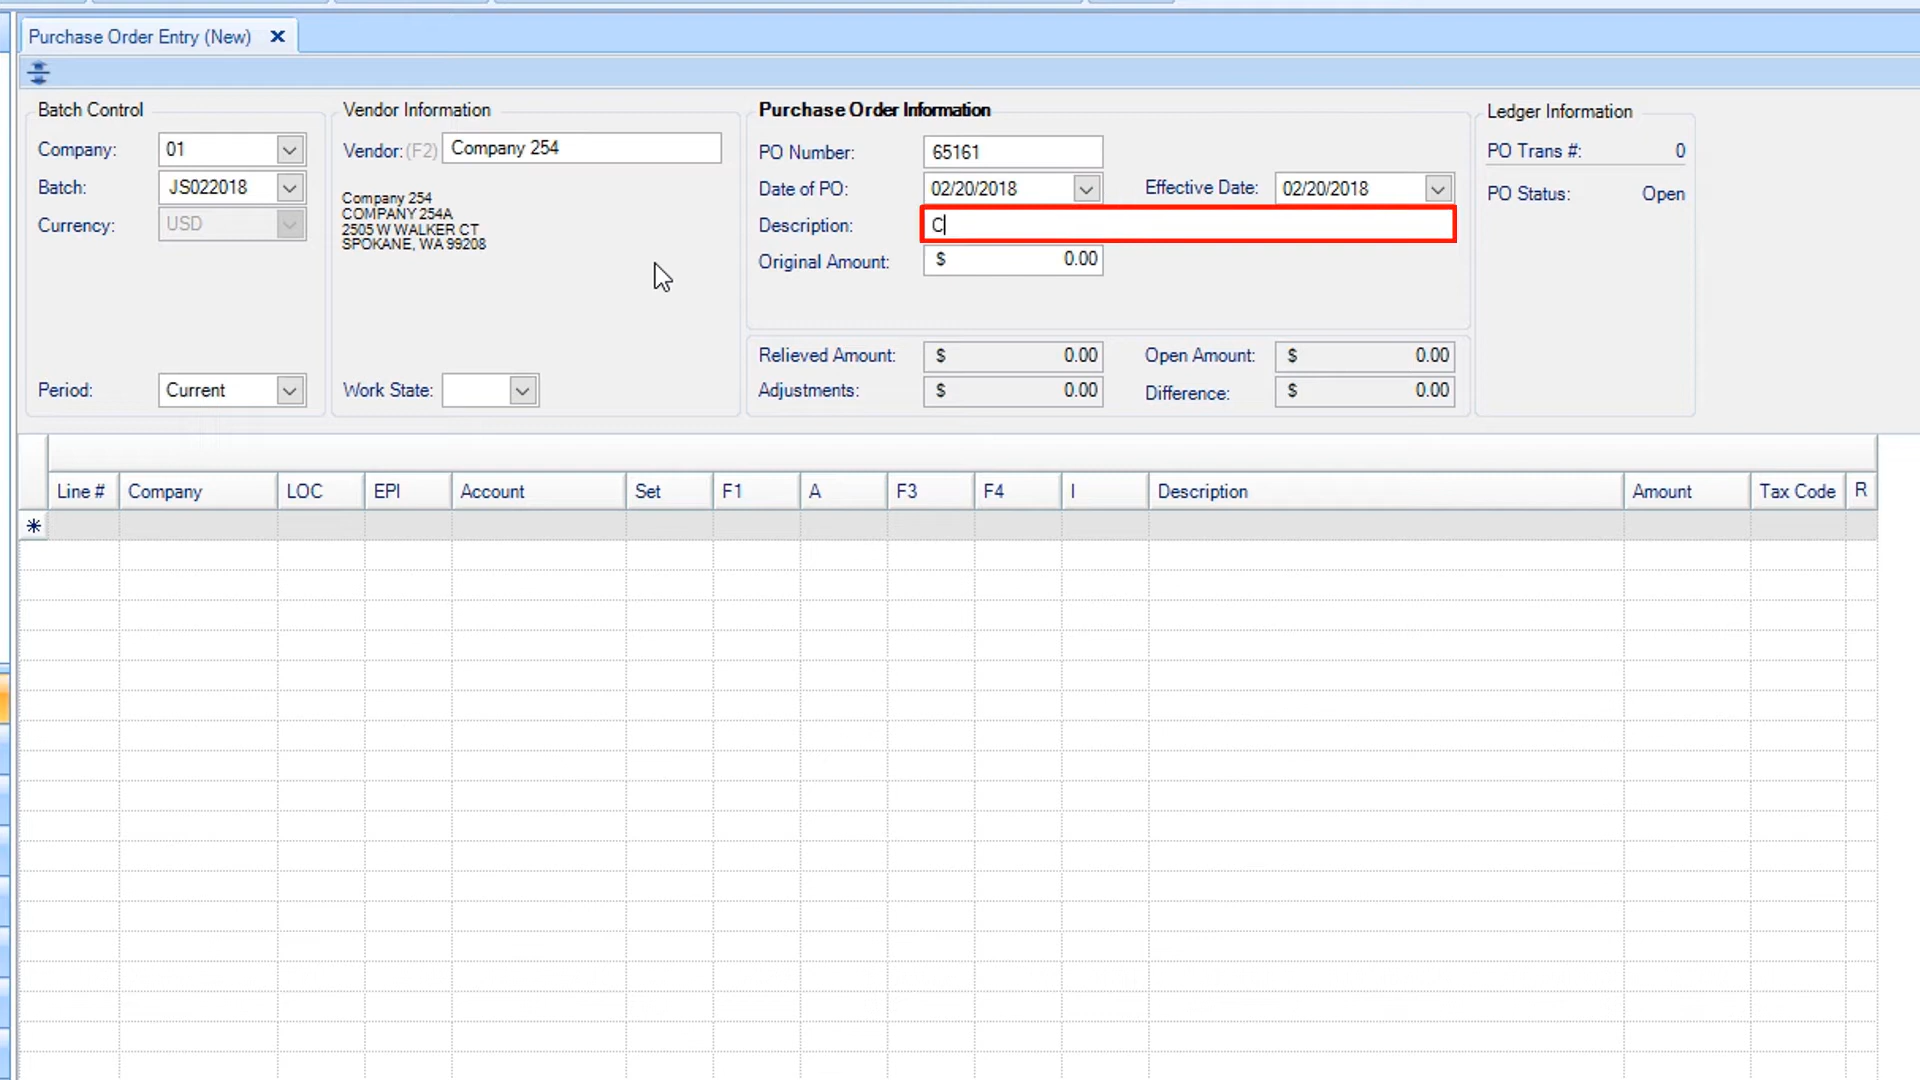 Purchase Order Entry (New)
Batch Control
Company: 01
Batch: JS022018
Currency: USD
Period: Current
Vendor Information
Vendor: (F2) Company 254
Company 254
COMPANY 254A
2505 W WALKER CT
SPOKANE, WA 99208
Work State:
Purchase Order Information
PO Number: 65161
Date of PO: 02/20/2018 Effective Date: 02/20/2018
Description: C
Original Amount: $ 0.00
Relieved Amount: $ 0.00 Open Amount: $ 0.00
Adjustments: $ 0.00 Difference: $ 0.00
Ledger Information
PO Trans #: 0
PO Status: Open
Line # Company LOC EPI Account Set F1 A F3 F4 I Description Amount Tax Code R